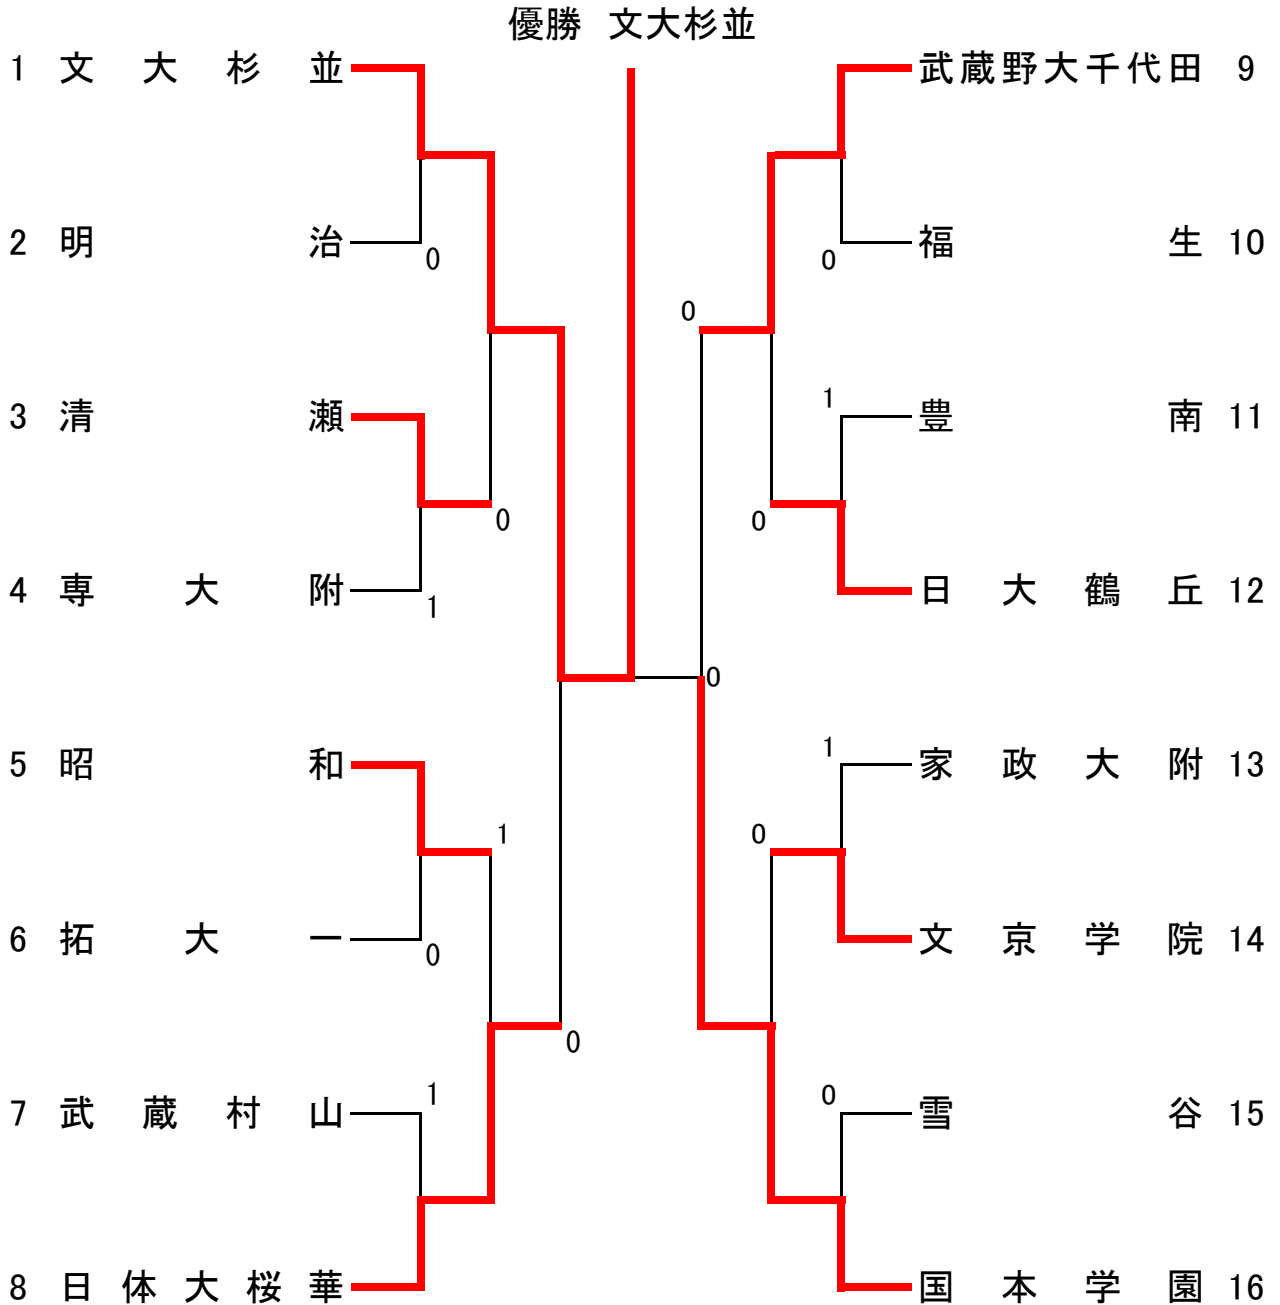 優勝 文大杉並
1 文大杉並
武蔵野大千代田 9
2 明治
0
0
福生 10
0
3 清瀬
1
豊南 11
0
0
4 専大附
1
日大鶴丘 12
0
5 昭和
1
家政大附 13
1
0
6 拓大一
0
文京学院 14
0
7 武蔵村山
1
0
雪谷 15
8 日体大桜華
国本学園 16